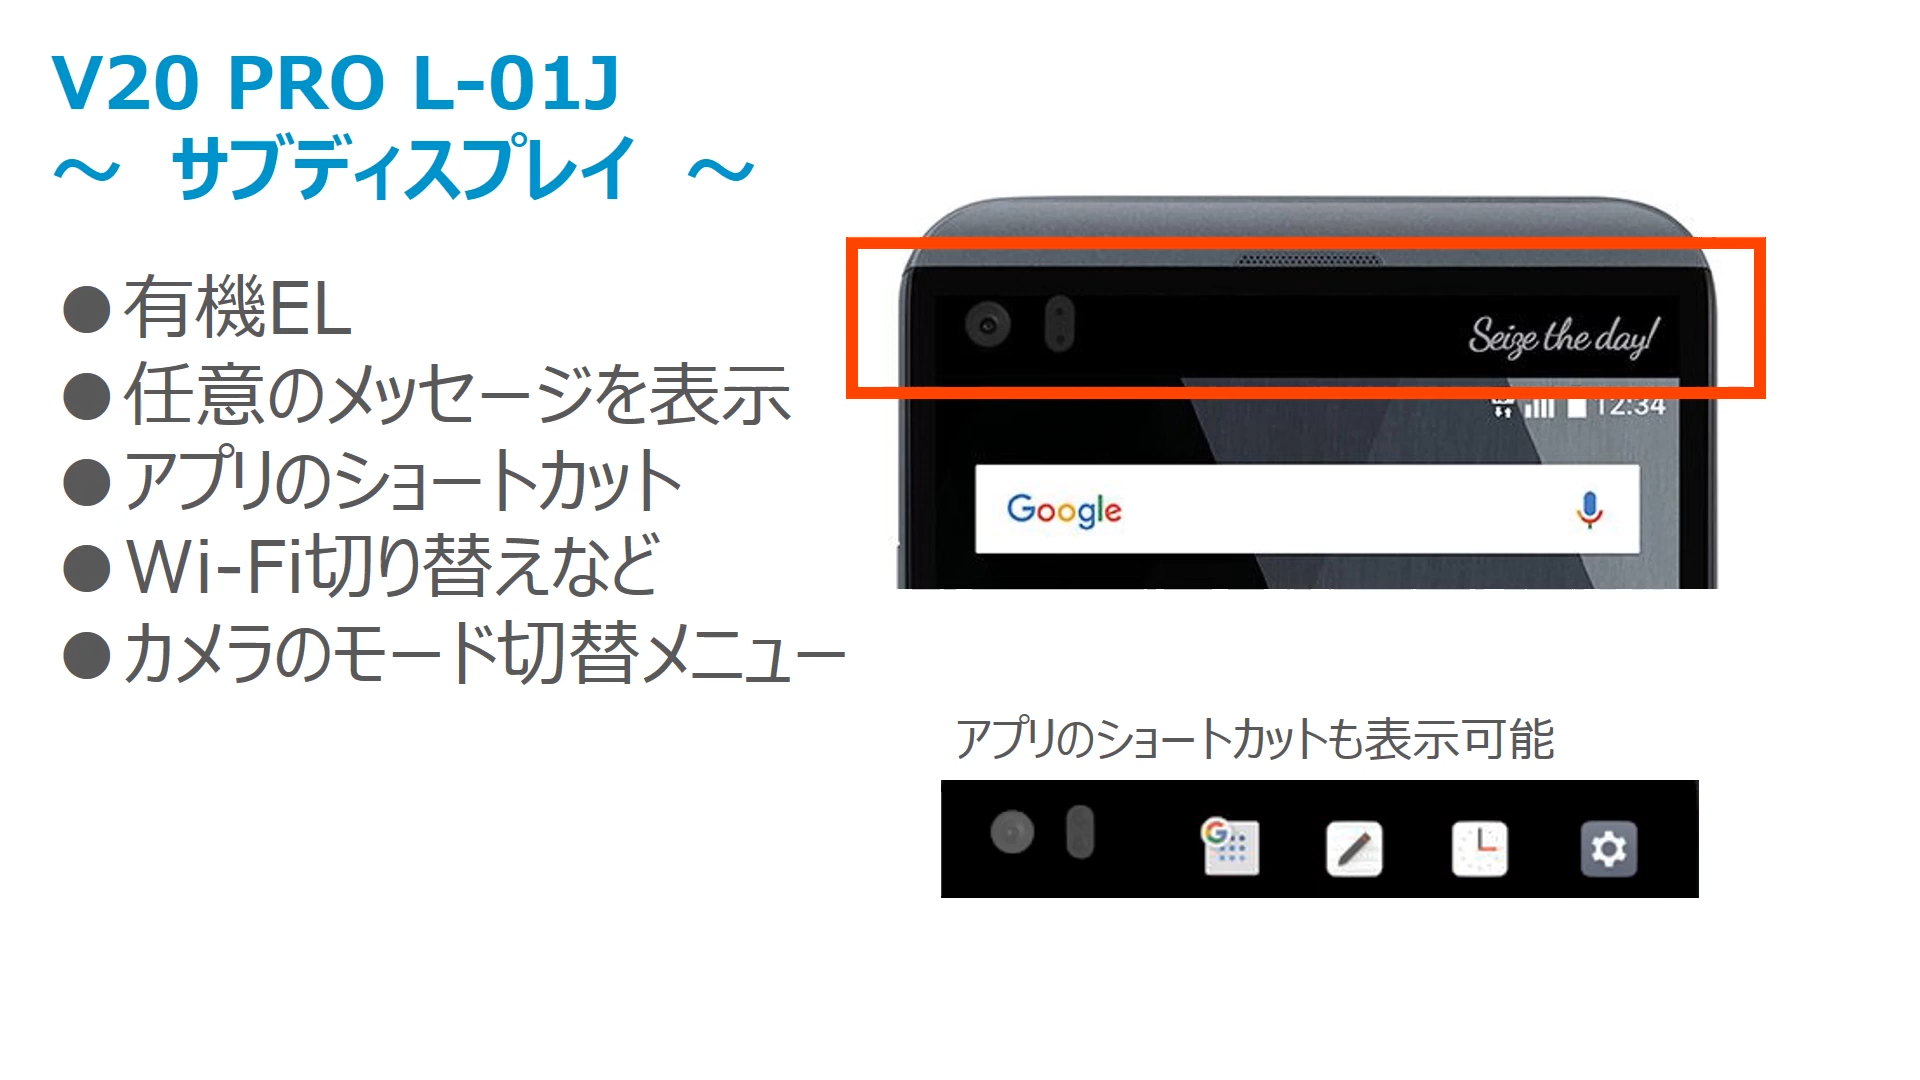 V20 PRO L-01J
～ サブディスプレイ ～
●有機EL
●任意のメッセージを表示
●アプリのショートカット
●Wi-Fi切り替えなど
●カメラのモード切替メニュー
Seize the day!
12:34
Google
アプリのショートカットも表示可能
G